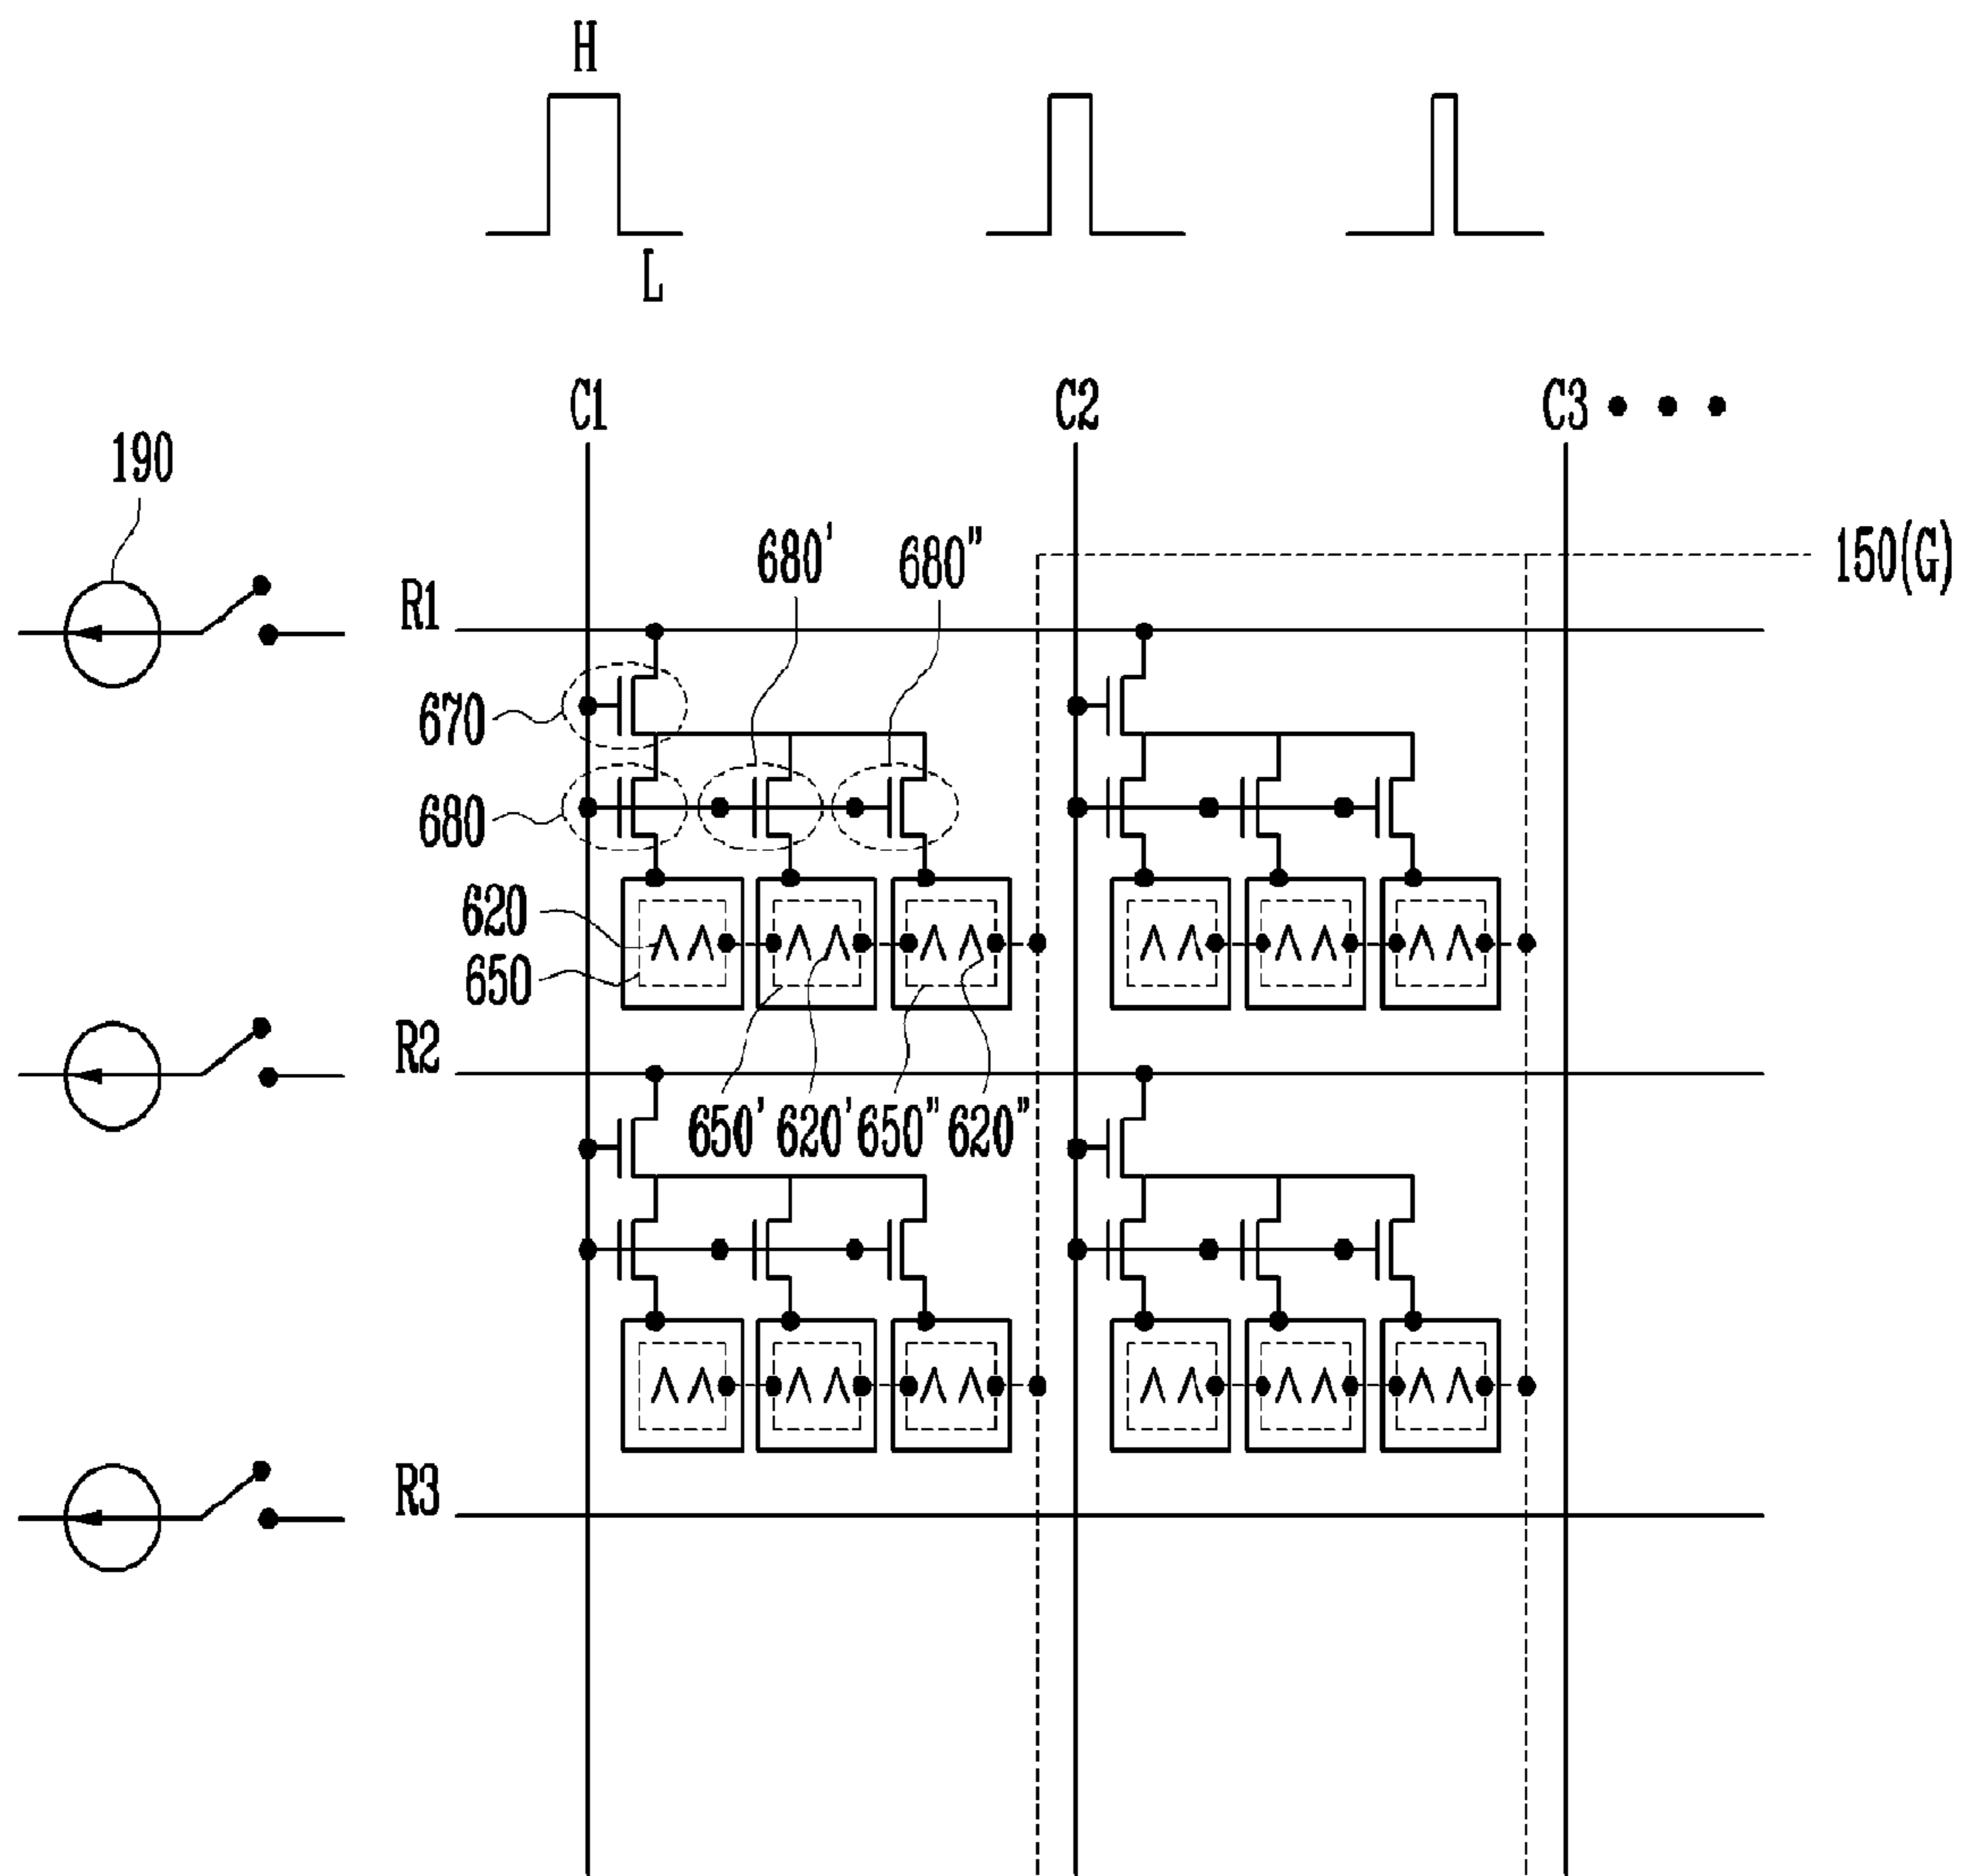 H
L
C1 C2 C3 • • •
190
680' 680" 150(G)
R1
670
680
620
650
R2
650' 620' 650" 620"
R3